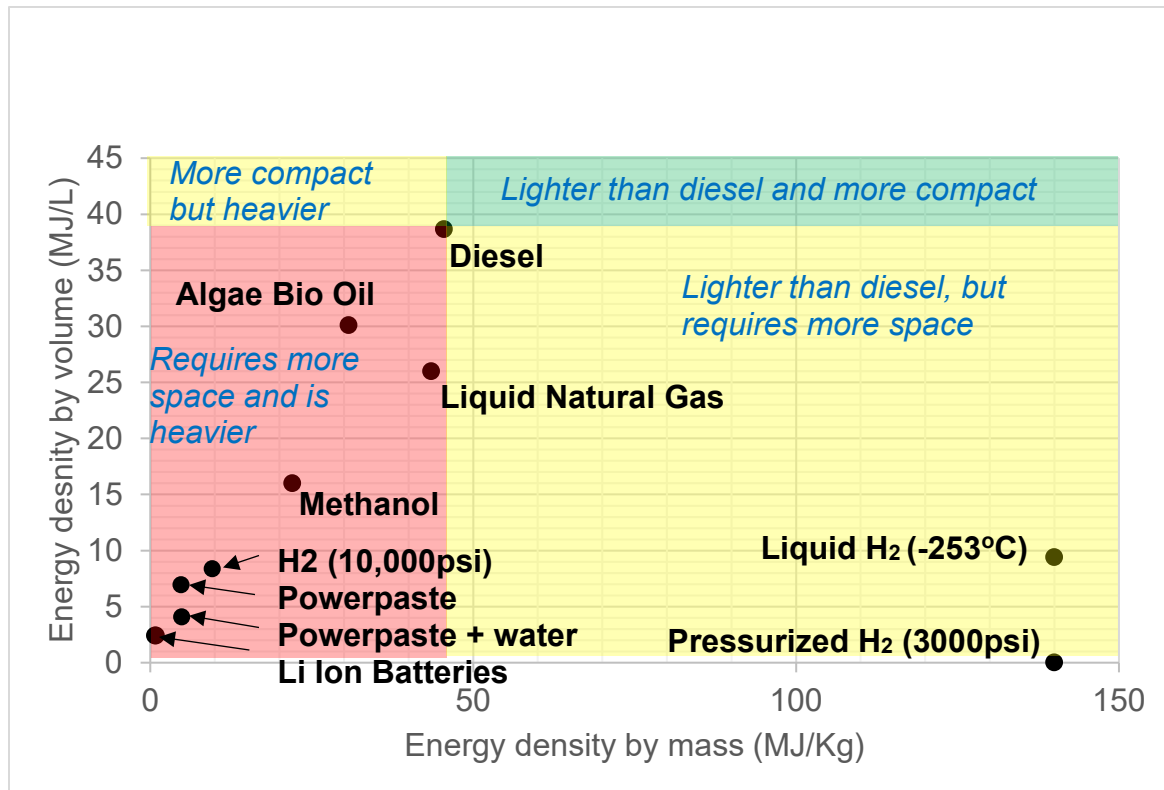 45
40
35
30
25
20
15
10
5
0
Energy desnity by volume (MJ/L)
More compact
but heavier
Lighter than diesel and more compact
Diesel
Algae Bio Oil
Lighter than diesel, but
requires more space
Requires more
space and is
heavier
Liquid Natural Gas
Methanol
H2 (10,000psi)
Powerpaste
Powerpaste + water
Li Ion Batteries
Liquid H₂ (-253ºC)
Pressurized H₂ (3000psi)
0
50
100
150
Energy density by mass (MJ/Kg)